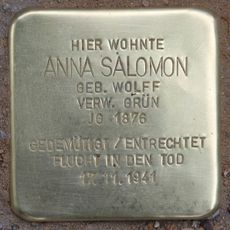 HIER WOHNTE
ANNA SALOMON
GEB. WOLFF
VERW. GRÜN
JG. 1876
GEDEMÜTIGT / ENTRECHTET
FLUCHT IN DEN TOD
17.11.1941